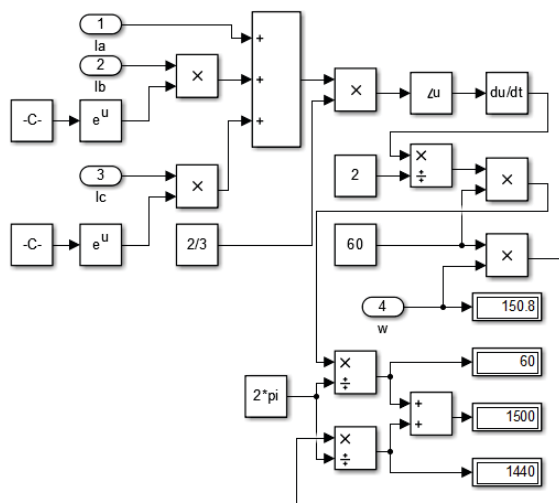 1
Ia
+
2
Ib
×
+
×
∠u
du/dt
-C-
e^u
+
3
Ic
×
2
×
÷
×
-C-
e^u
2/3
60
×
4
w
150.8
×
÷
60
2*pi
+
+
1500
×
÷
1440